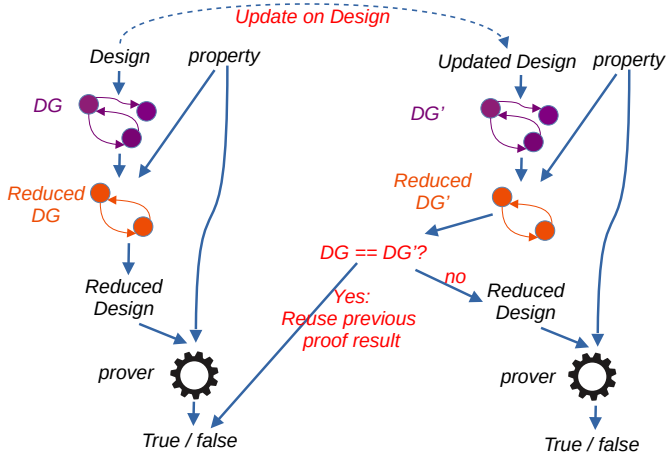 Update on Design
Design
property
DG
Reduced
DG
Reduced
Design
prover
True / false
Updated Design
property
DG'
Reduced
DG'
DG == DG'?
Yes:
Reuse previous
proof result
no
Reduced
Design
prover
True / false